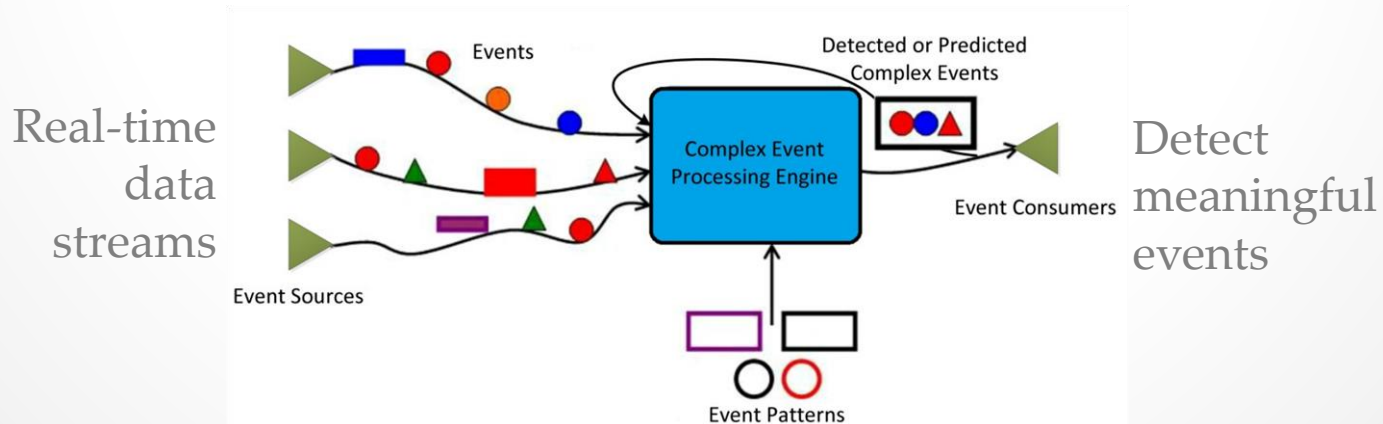 Real-time
data
streams
Events
Event Sources
Complex Event
Processing Engine
Detected or Predicted
Complex Events
Event Consumers
Event Patterns
Detect
meaningful
events